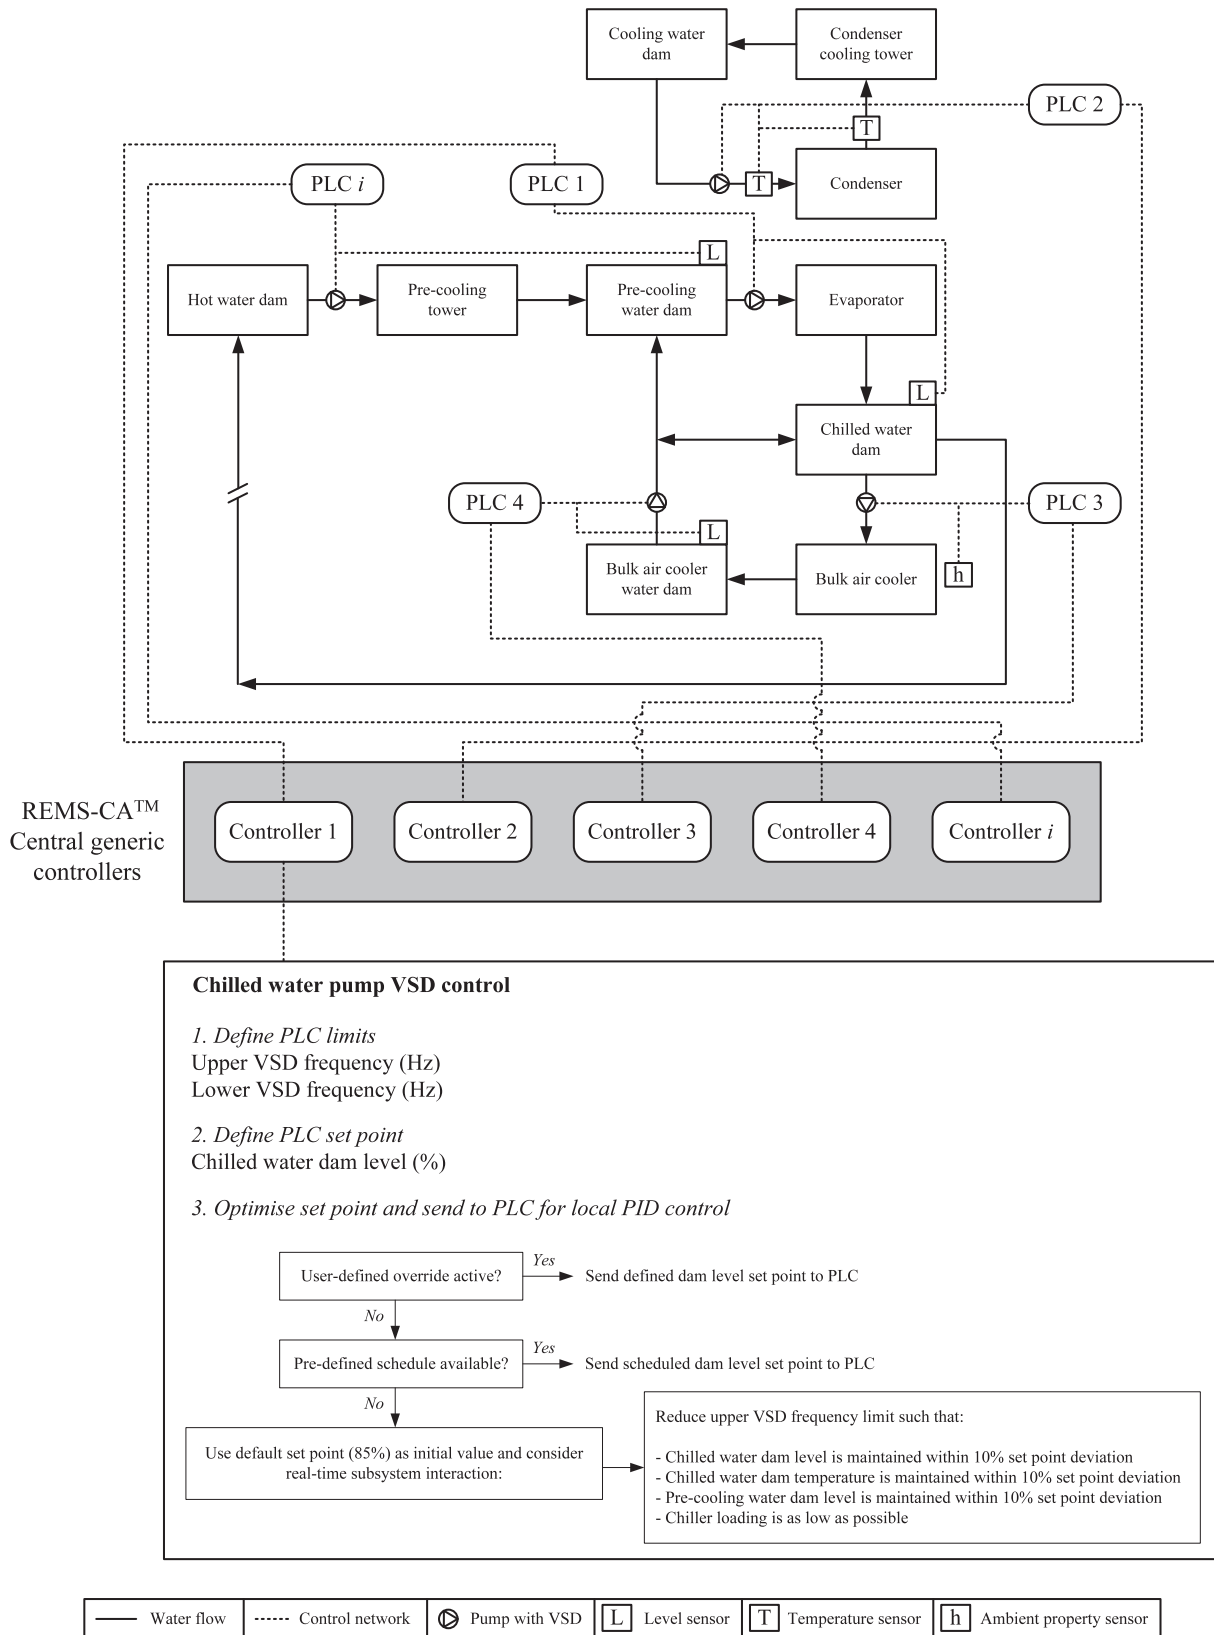 Cooling water
dam
Condenser
cooling tower
PLC 2
T
PLC i
PLC 1
T
Condenser
L
Hot water dam
Pre-cooling
tower
Pre-cooling
water dam
Evaporator
L
Chilled water
dam
PLC 4
PLC 3
L
Bulk air cooler
water dam
Bulk air cooler
h
REMS-CA™
Central generic
controllers
Controller 1
Controller 2
Controller 3
Controller 4
Controller i
Chilled water pump VSD control
1. Define PLC limits
Upper VSD frequency (Hz)
Lower VSD frequency (Hz)
2. Define PLC set point
Chilled water dam level (%)
3. Optimise set point and send to PLC for local PID control
User-defined override active?
Yes
Send defined dam level set point to PLC
No
Pre-defined schedule available?
Yes
Send scheduled dam level set point to PLC
No
Use default set point (85%) as initial value and consider
real-time subsystem interaction:
Reduce upper VSD frequency limit such that:
- Chilled water dam level is maintained within 10% set point deviation
- Chilled water dam temperature is maintained within 10% set point deviation
- Pre-cooling water dam level is maintained within 10% set point deviation
- Chiller loading is as low as possible
Water flow
Control network
Pump with VSD
L
Level sensor
T
Temperature sensor
h
Ambient property sensor